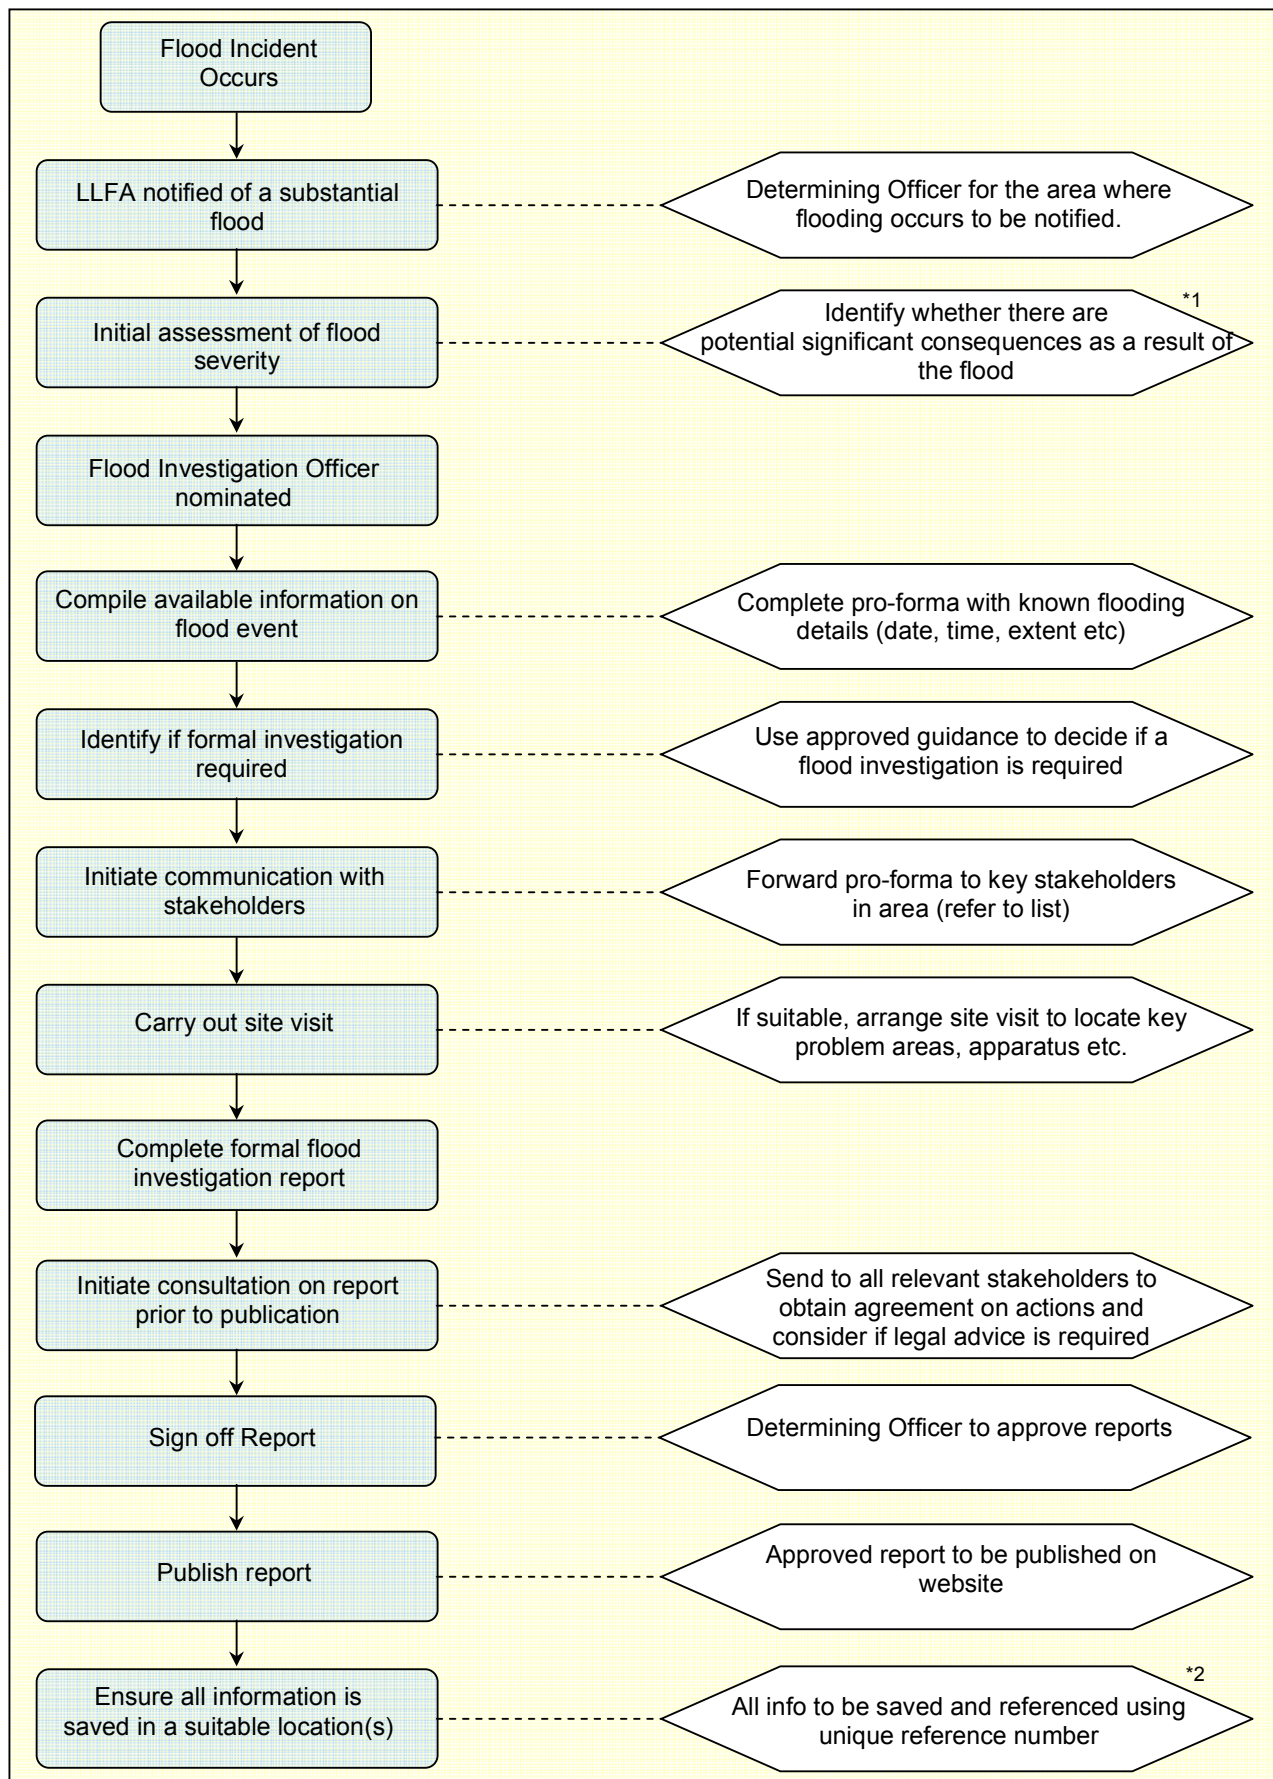 Flood Incident
Occurs
LLFA notified of a substantial
flood
Determining Officer for the area where
flooding occurs to be notified.
Initial assessment of flood
severity
*1
Identify whether there are
potential significant consequences as a result of
the flood
Flood Investigation Officer
nominated
Compile available information on
flood event
Complete pro-forma with known flooding
details (date, time, extent etc)
Identify if formal investigation
required
Use approved guidance to decide if a
flood investigation is required
Initiate communication with
stakeholders
Forward pro-forma to key stakeholders
in area (refer to list)
Carry out site visit
If suitable, arrange site visit to locate key
problem areas, apparatus etc.
Complete formal flood
investigation report
Initiate consultation on report
prior to publication
Send to all relevant stakeholders to
obtain agreement on actions and
consider if legal advice is required
Sign off Report
Determining Officer to approve reports
Publish report
Approved report to be published on
website
Ensure all information is
saved in a suitable location(s)
*2
All info to be saved and referenced using
unique reference number